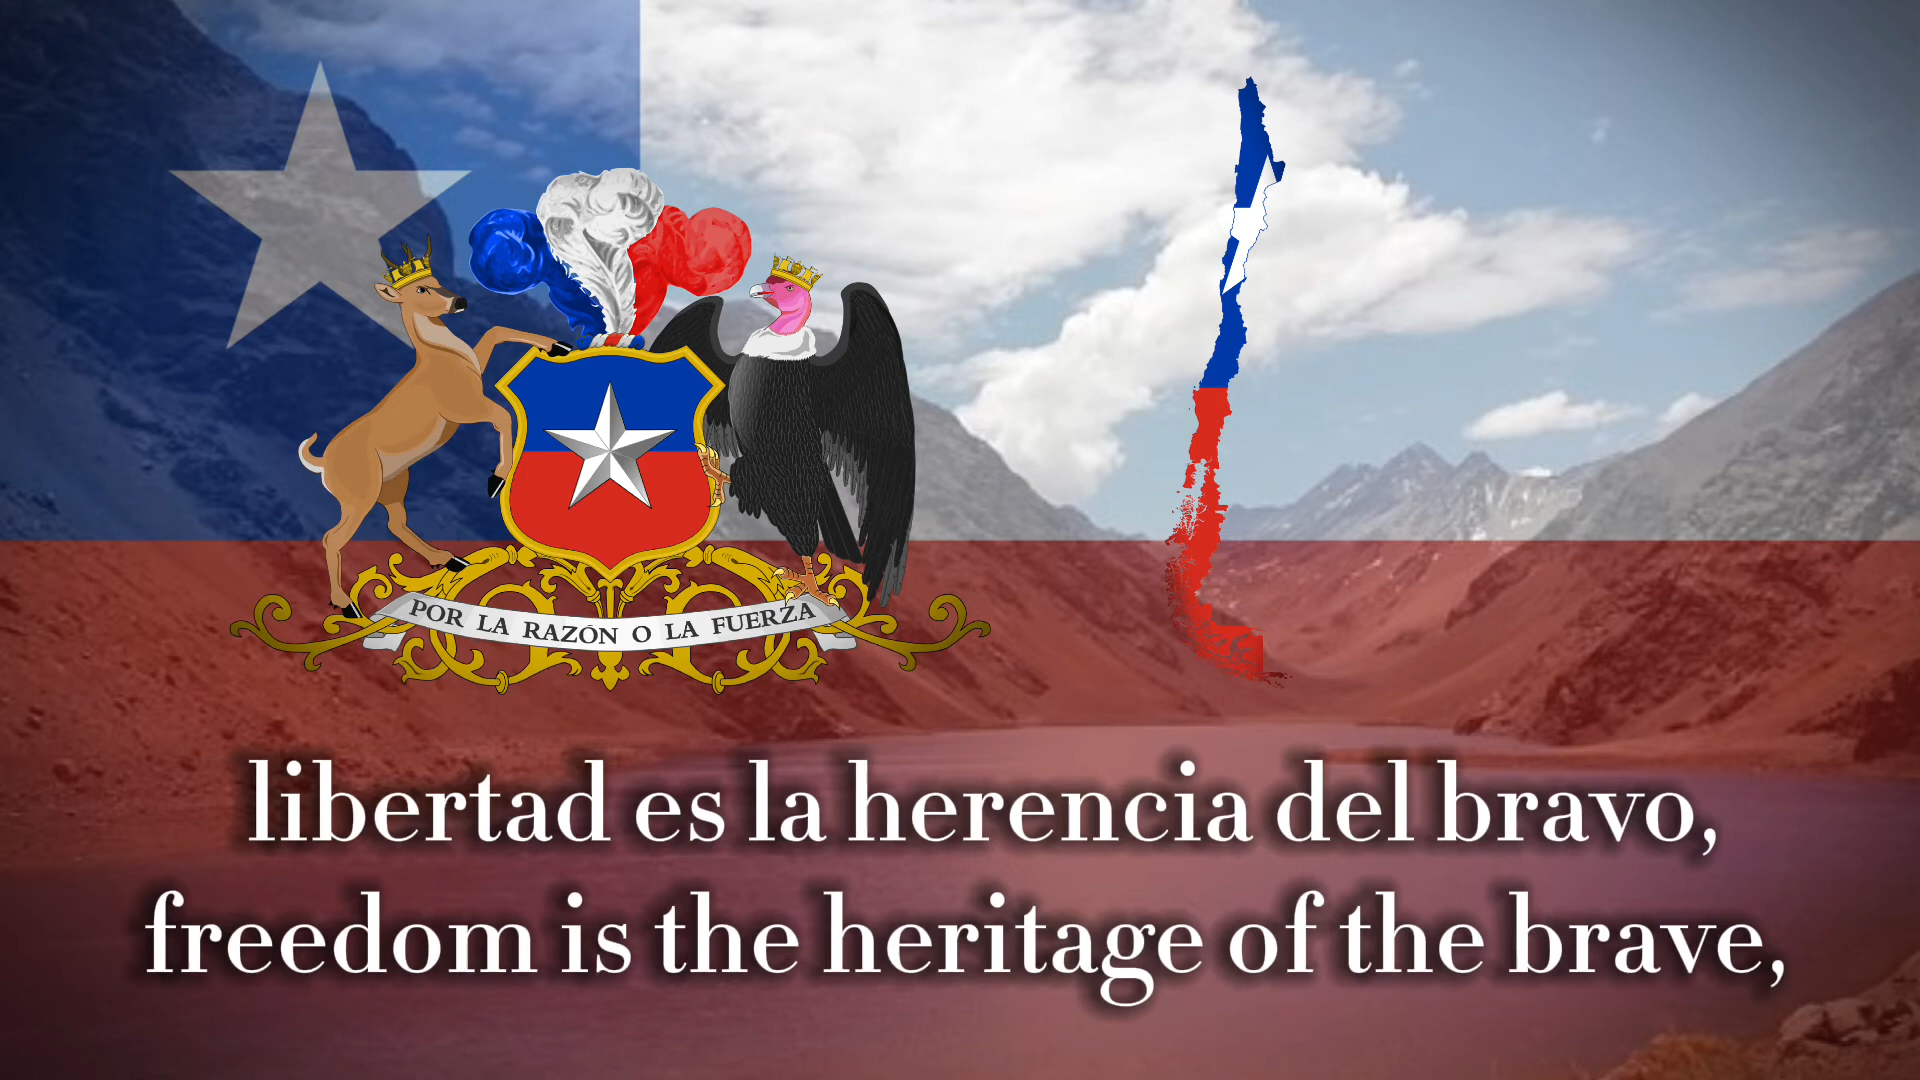 POR LA RAZÓN O LA FUERZA
libertad es la herencia del bravo,
freedom is the heritage of the brave,